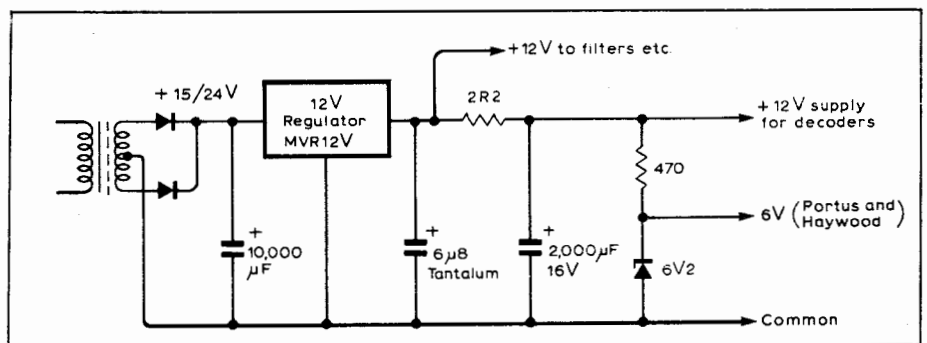 +12V to filters etc.
+ 15/24V
12V
Regulator
MVR12V
2R2
+12V supply
for decoders
470
6V (Portus and
Haywood)
+
10,000
µF
+
6µ8
Tantalum
+
2,000µF
16V
6V2
Common